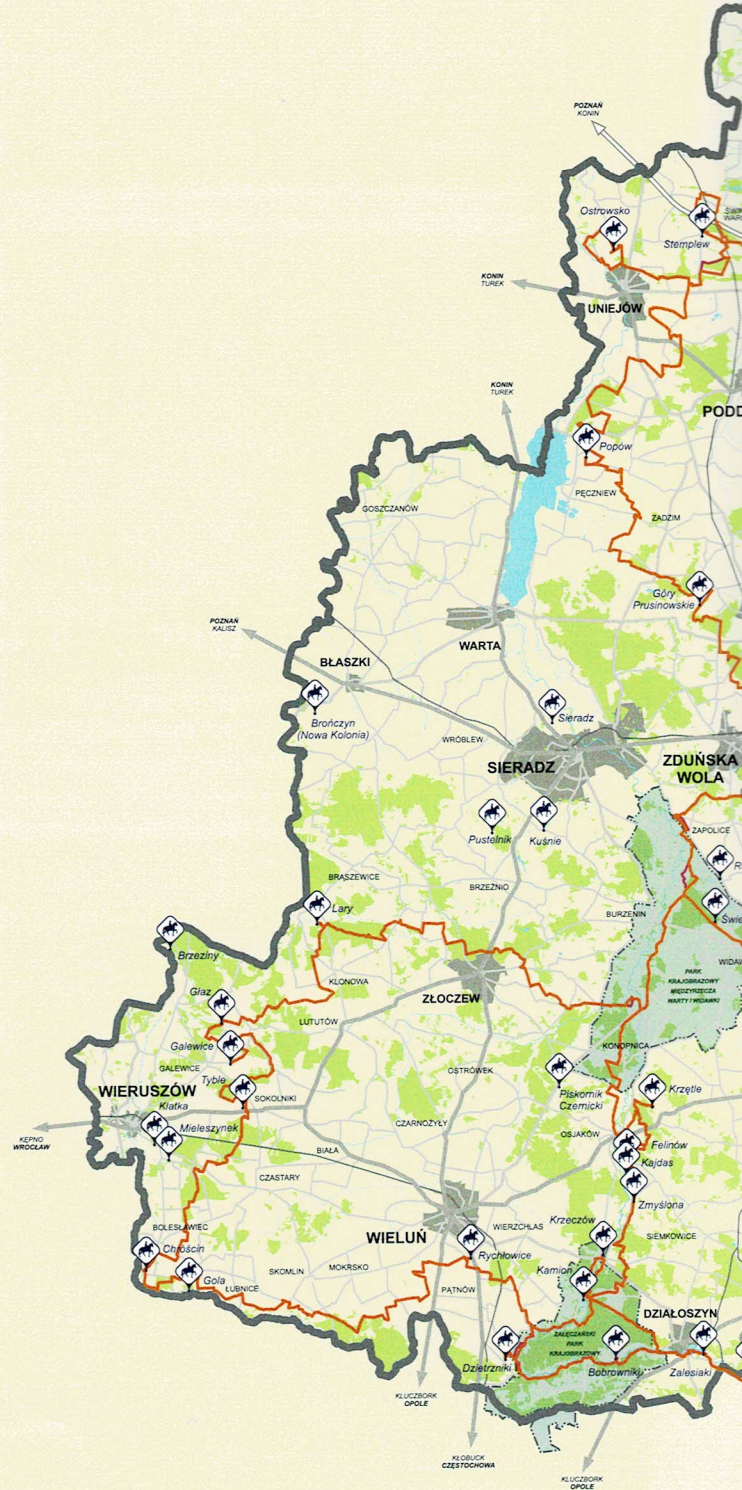 POZNAŃ
KONIN
Ostrowsko
Stemplew
KONIN
TUREK
UNIEJÓW
KONIN
TUREK
PODD
Popów
PĘCZNIEW
GOSZCZANÓW
ZADZIM
Góry
Prusinowskie
POZNAŃ
KALISZ
WARTA
BŁASZKI
Brończyn
(Nowa Kolonia)
Sieradz
WRÓBLEW
SIERADZ
ZDUŃSKA
WOLA
Pustelnik
Kuśnie
ZAPOLICE
BRĄSZEWICE
BRZEŹNIO
Lary
BURZENIN
Świe
Brzeziny
WIDAW
PARK
KRAJOBRAZOWY
MIĘDZYRZECZA
WARTY I WIDAWKI
KLONOWA
Głaz
ZŁOCZEW
LUTUTÓW
Galewice
KONOPNICA
GALEWICE
OSTRÓWEK
Tyble
Piskornik
Czernicki
Krzętle
WIERUSZÓW
SOKOLNIKI
Klatka
Mieleszynek
CZARNOŻYŁY
OSJAKÓW
Felinów
KĘPNO
WROCŁAW
BIAŁA
Kajdas
CZASTARY
Zmyślona
BOLESŁAWIEC
Krzeczów
WIERZCHLAS
WIELUŃ
SIEMKOWICE
Chróścin
Rychłowice
Gola
SKOMLIN
MOKRSKO
Kamion
ŁUBNICE
PĄTNÓW
DZIAŁOSZYN
ZAŁĘCZAŃSKI
PARK
KRAJOBRAZOWY
Dzietrzniki
Bobrowniki
Zalesiaki
KLUCZBORK
OPOLE
KŁOBUCK
CZĘSTOCHOWA
KLUCZBORK
OPOLE